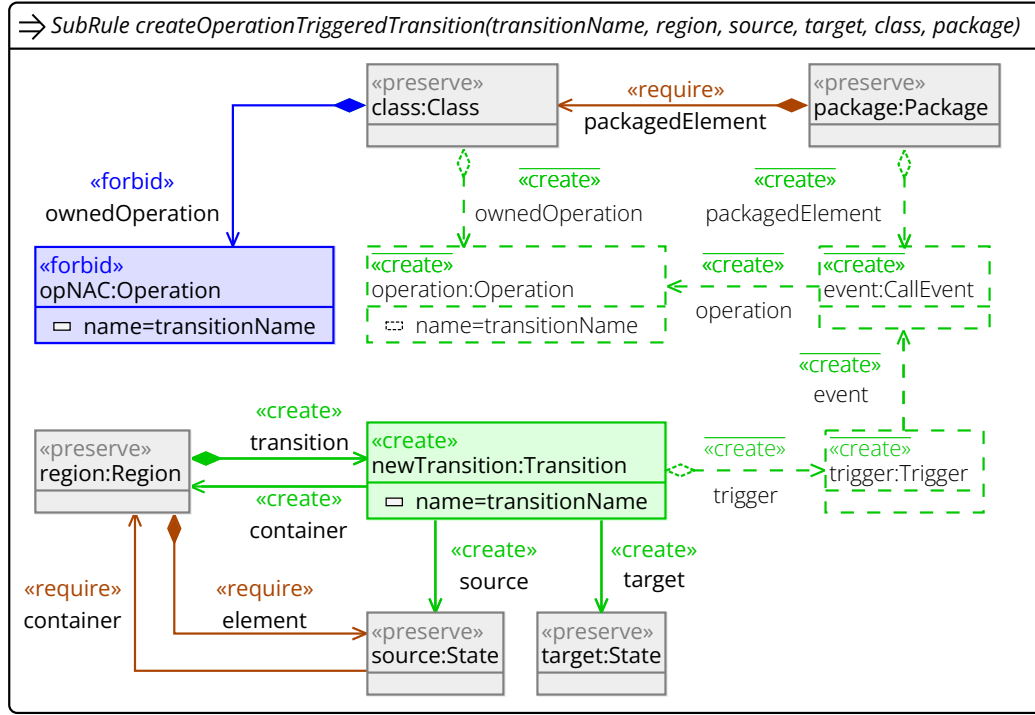 SubRule createOperationTriggeredTransition(transitionName, region, source, target, class, package)
«preserve»
class:Class
«require»
packagedElement
«preserve»
package:Package
«forbid»
ownedOperation
«create»
ownedOperation
«create»
packagedElement
«forbid»
opNAC:Operation
name=transitionName
«create»
operation:Operation
name=transitionName
«create»
operation
«create»
event:CallEvent
«create»
event
«preserve»
region:Region
«create»
transition
«create»
container
«create»
newTransition:Transition
name=transitionName
«create»
trigger
«create»
trigger:Trigger
«create»
source
«create»
target
«require»
container
«require»
element
«preserve»
source:State
«preserve»
target:State